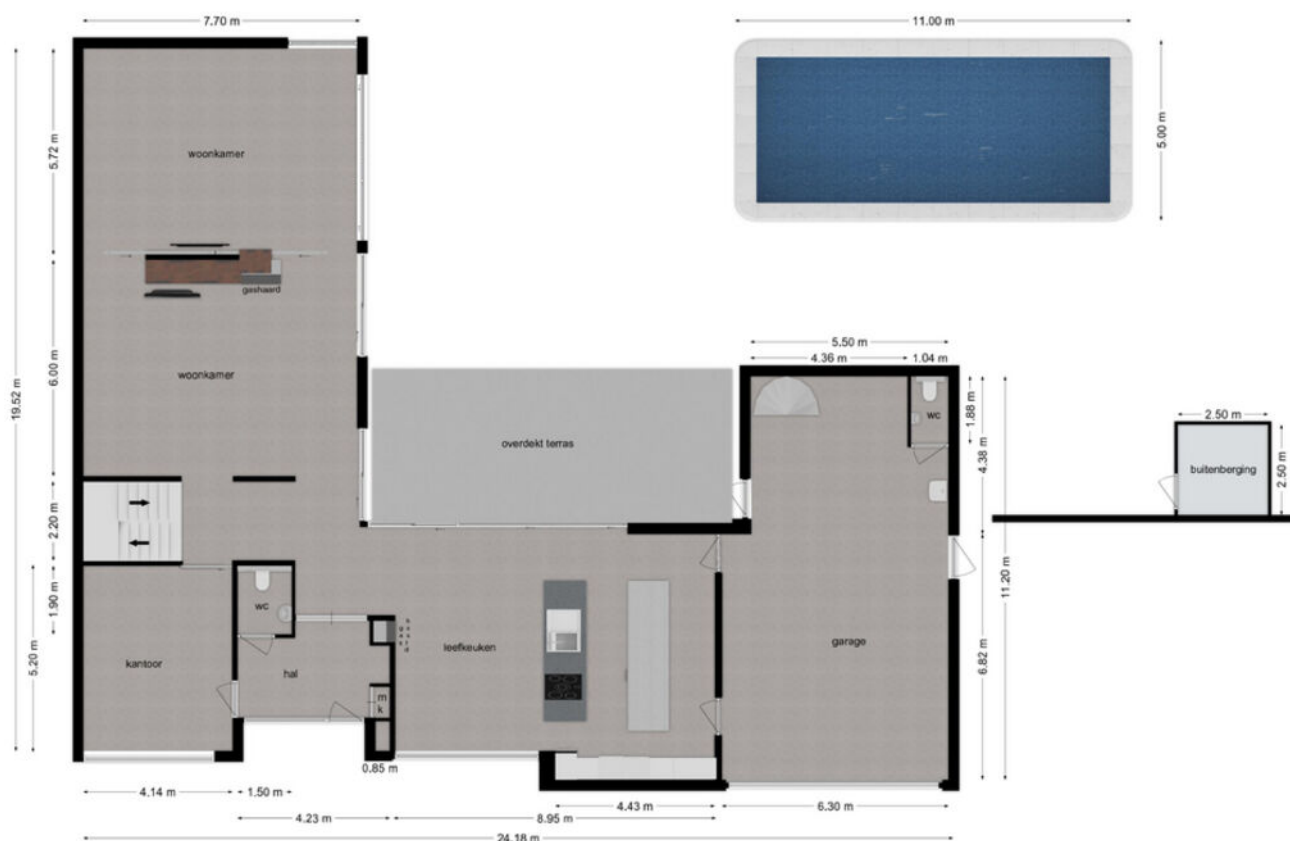 7.70 m
11.00 m
5.72 m
woonkamer
5.00 m
gashaard
19.52 m
6.00 m
woonkamer
5.50 m
4.36 m
1.04 m
1.88 m
wc
4.38 m
2.50 m
overdekt terras
buitenberging
2.50 m
2.20 m
11.20 m
1.90 m
wc
gashaard
5.20 m
kantoor
hal
leefkeuken
garage
6.82 m
mk
0.85 m
4.14 m
1.50 m
4.43 m
6.30 m
4.23 m
8.95 m
24.18 m